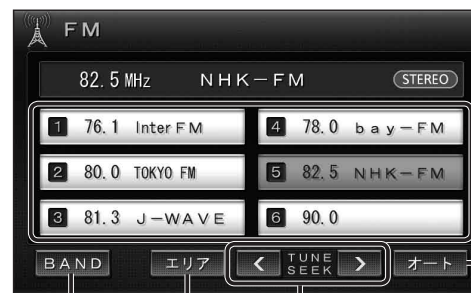 FM
82.5 MHz NHK-FM STEREO
1 76.1 InterFM
2 80.0 TOKYO FM
3 81.3 J-WAVE
4 78.0 bay-FM
5 82.5 NHK-FM
6 90.0
BAND エリア < TUNE SEEK > オート